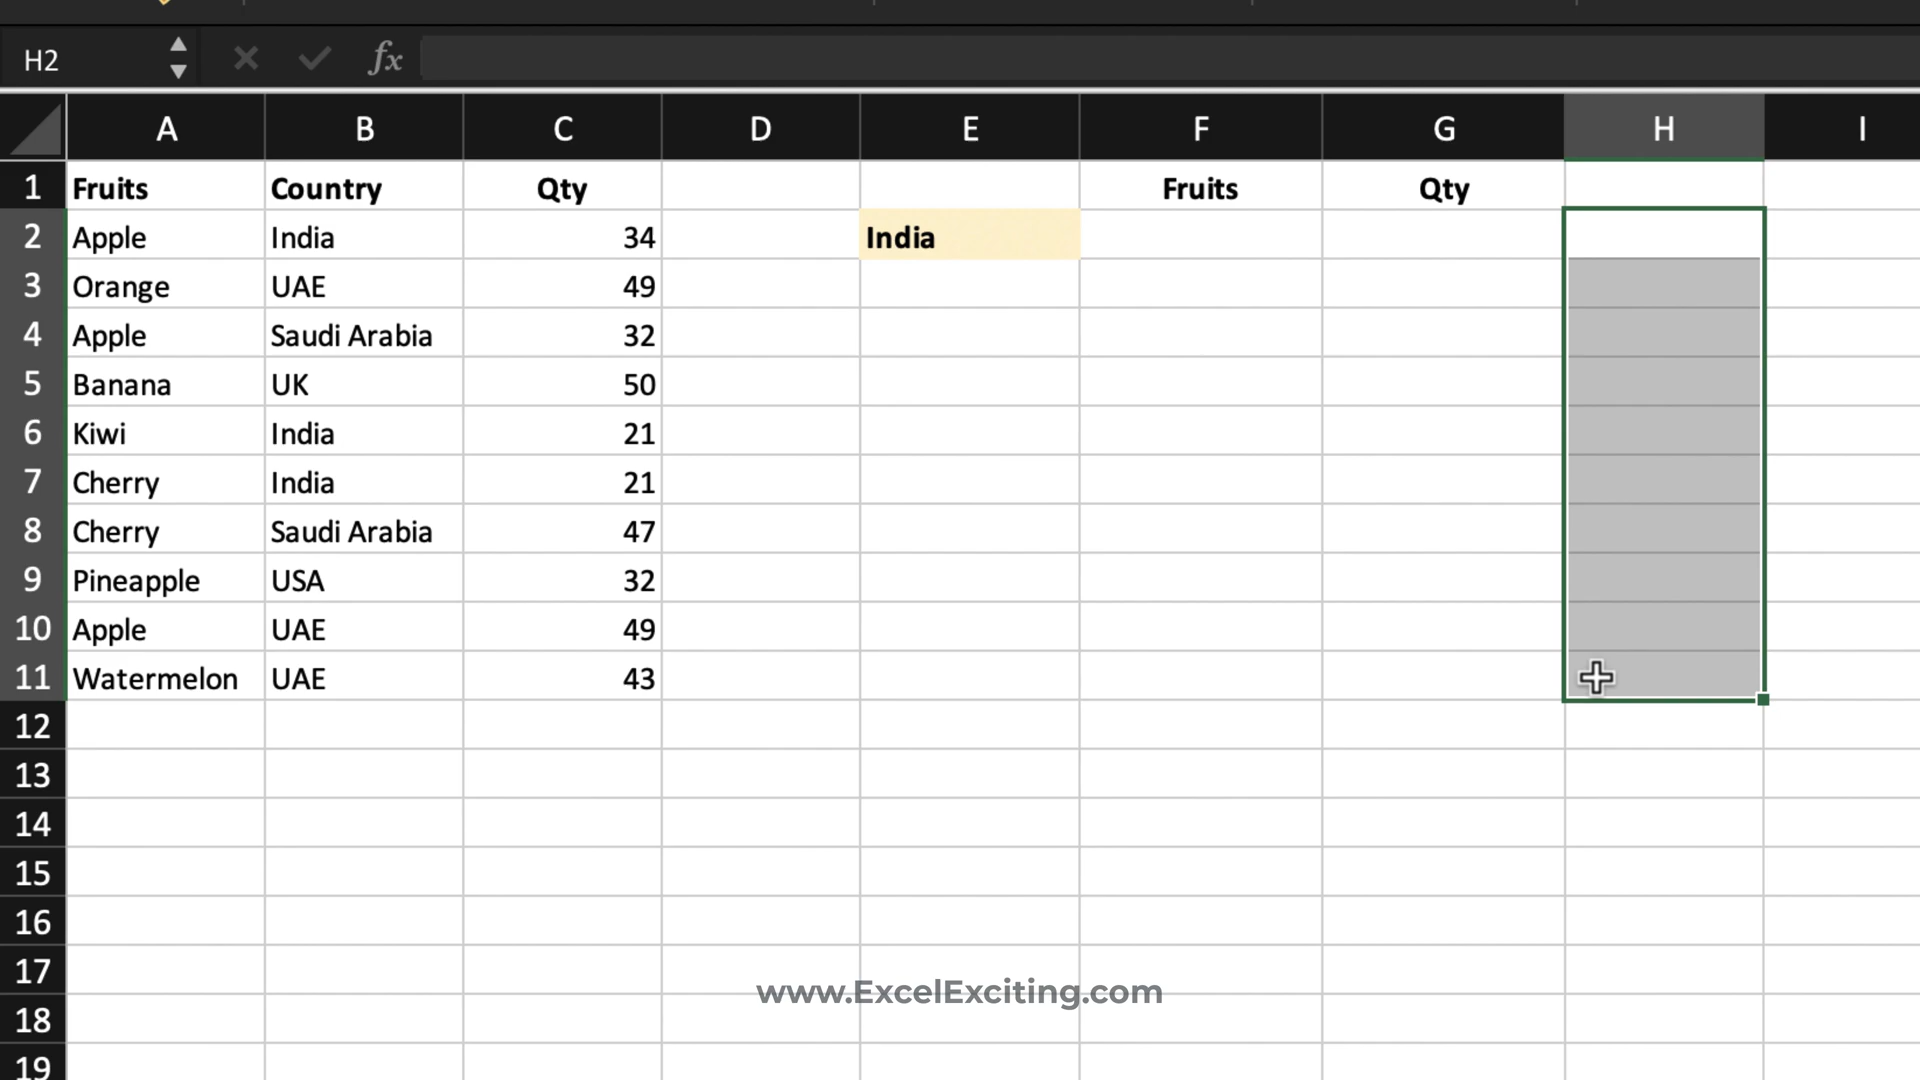 H2 fx
A B C D E F G H I
1 Fruits Country Qty Fruits Qty
2 Apple India 34 India
3 Orange UAE 49
4 Apple Saudi Arabia 32
5 Banana UK 50
6 Kiwi India 21
7 Cherry India 21
8 Cherry Saudi Arabia 47
9 Pineapple USA 32
10 Apple UAE 49
11 Watermelon UAE 43
12
13
14
15
16
17
www.ExcelExciting.com
18
19